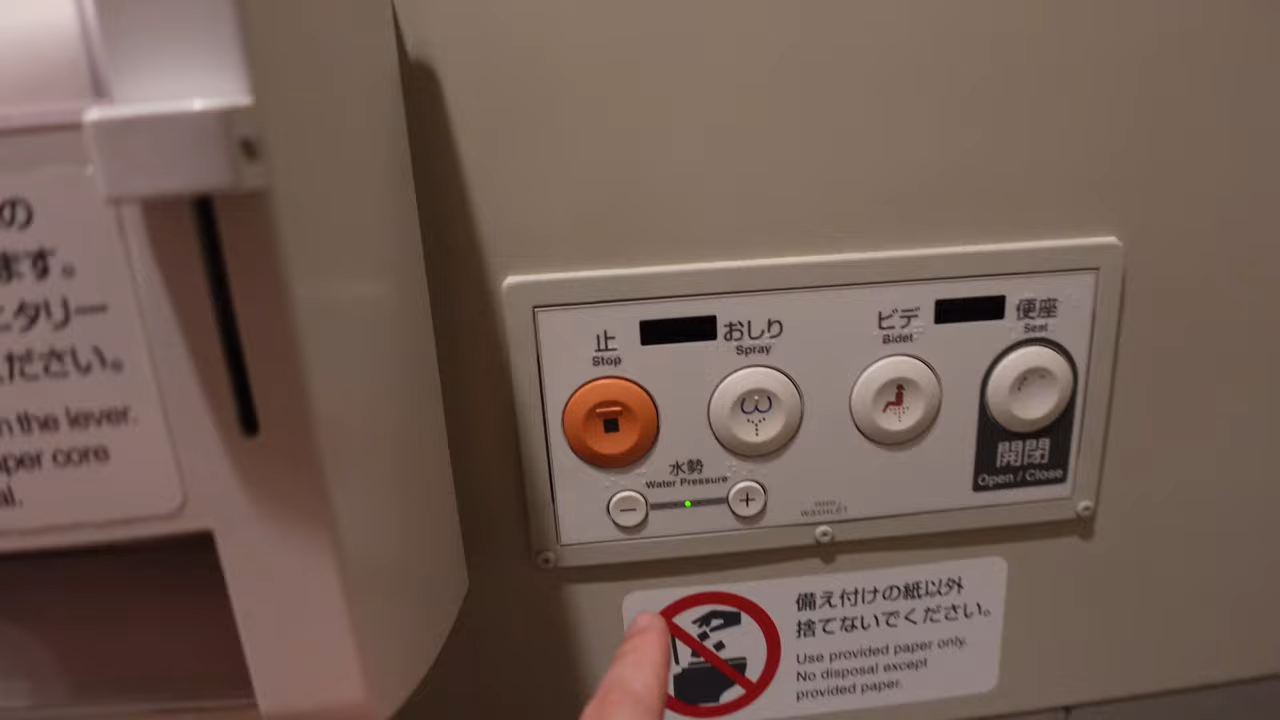 の
ます。
ニタリー
ください。
n the lever.
per core
al.
止
Stop
おしり
Spray
ビデ
Bidet
便座
Seat
水勢
Water Pressure
開閉
Open / Close
WASHLET
備え付けの紙以外
捨てないでください。
Use provided paper only.
No disposal except
provided paper.